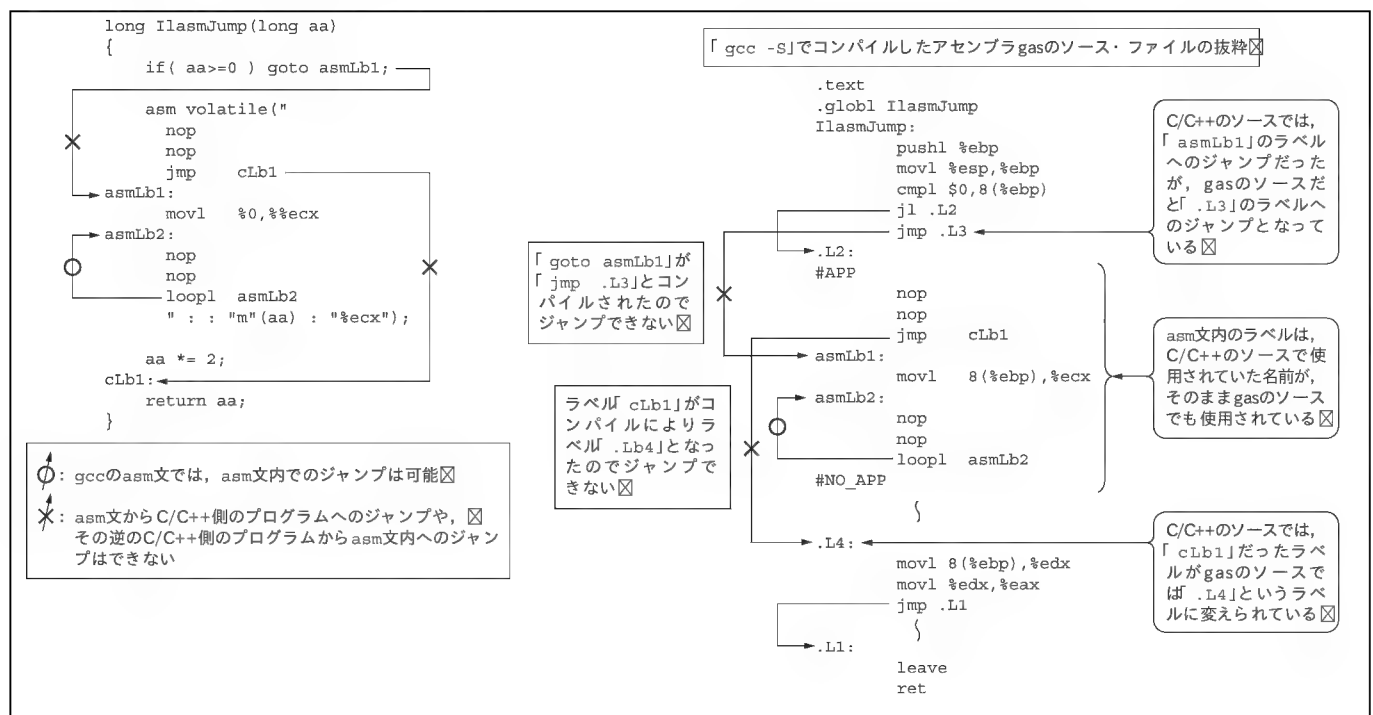 long IlasmJump(long aa)
{
if( aa>=0 ) goto asmLb1;
asm volatile("
nop
nop
jmp cLb1
asmLb1:
movl %0,%%ecx
asmLb2:
nop
nop
loopl asmLb2
" : : "m"(aa) : "%ecx");
aa *= 2;
cLb1:
return aa;
}
○: gccのasm文では，asm文内でのジャンプは可能
×: asm文からC/C++側のプログラムへのジャンプや，
その逆のC/C++側のプログラムからasm文内へのジャン
プはできない
「gcc -S」でコンパイルしたアセンブラgasのソース・ファイルの抜粋
.text
.globl IlasmJump
IlasmJump:
pushl %ebp
movl %esp,%ebp
cmpl $0,8(%ebp)
jl .L2
jmp .L3
.L2:
#APP
nop
nop
jmp cLb1
asmLb1:
movl 8(%ebp),%ecx
asmLb2:
nop
nop
loopl asmLb2
#NO_APP
.L4:
movl 8(%ebp),%edx
movl %edx,%eax
jmp .L1
.L1:
leave
ret
「goto asmLb1」が
「jmp .L3」とコン
パイルされたので
ジャンプできない
ラベル「cLb1」がコ
ンパイルによりラ
ベル「.Lb4」となっ
たのでジャンプで
きない
C/C++のソースでは，
「asmLb1」のラベル
へのジャンプだった
が，gasのソースだ
と「.L3」のラベルへ
のジャンプとなって
いる
asm文内のラベルは，
C/C++のソースで使
用されていた名前が，
そのままgasのソース
でも使用されている
C/C++のソースでは，
「cLb1」だったラベ
ルがgasのソースで
は「.L4」というラベ
ルに変えられている